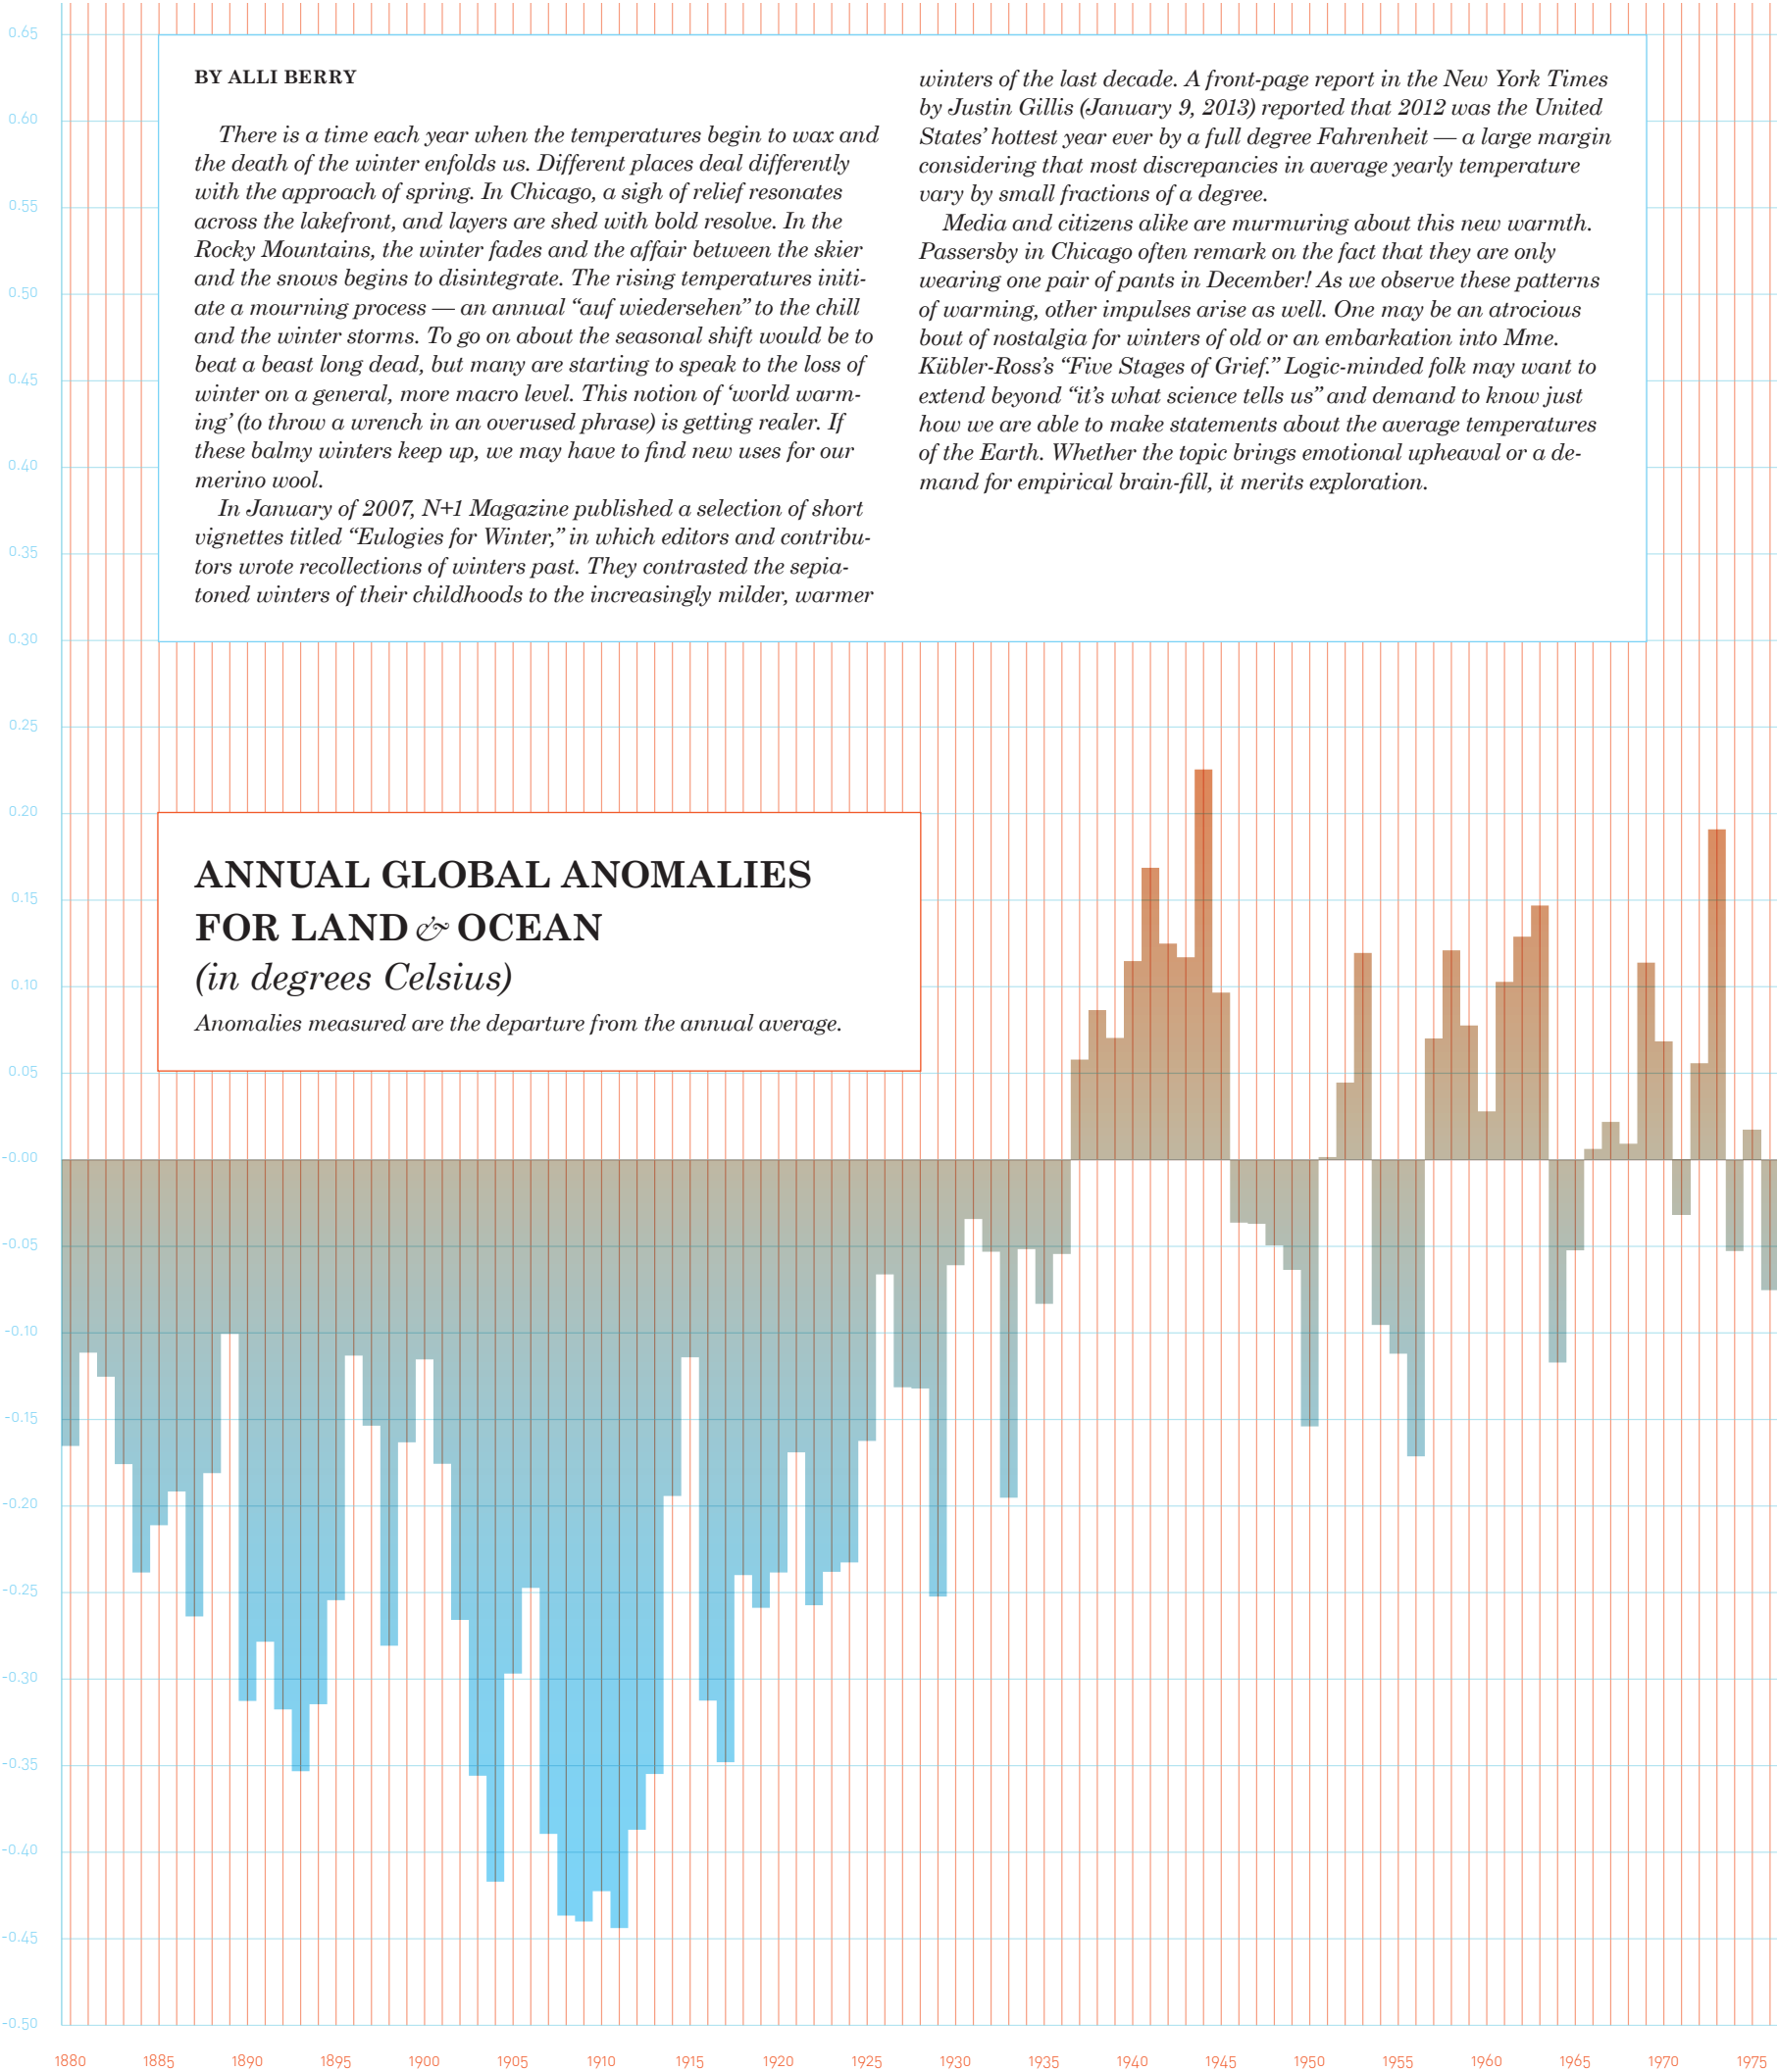 BY ALLI BERRY
There is a time each year when the temperatures begin to wax and
the death of the winter enfolds us. Different places deal differently
with the approach of spring. In Chicago, a sigh of relief resonates
across the lakefront, and layers are shed with bold resolve. In the
Rocky Mountains, the winter fades and the affair between the skier
and the snows begins to disintegrate. The rising temperatures initi-
ate a mourning process — an annual “auf wiedersehen” to the chill
and the winter storms. To go on about the seasonal shift would be to
beat a beast long dead, but many are starting to speak to the loss of
winter on a general, more macro level. This notion of ‘world warm-
ing’ (to throw a wrench in an overused phrase) is getting realer. If
these balmy winters keep up, we may have to find new uses for our
merino wool.
In January of 2007, N+1 Magazine published a selection of short
vignettes titled “Eulogies for Winter,” in which editors and contribu-
tors wrote recollections of winters past. They contrasted the sepia-
toned winters of their childhoods to the increasingly milder, warmer
winters of the last decade. A front-page report in the New York Times
by Justin Gillis (January 9, 2013) reported that 2012 was the United
States’ hottest year ever by a full degree Fahrenheit — a large margin
considering that most discrepancies in average yearly temperature
vary by small fractions of a degree.
Media and citizens alike are murmuring about this new warmth.
Passersby in Chicago often remark on the fact that they are only
wearing one pair of pants in December! As we observe these patterns
of warming, other impulses arise as well. One may be an atrocious
bout of nostalgia for winters of old or an embarkation into Mme.
Kübler-Ross’s “Five Stages of Grief.” Logic-minded folk may want to
extend beyond “it’s what science tells us” and demand to know just
how we are able to make statements about the average temperatures
of the Earth. Whether the topic brings emotional upheaval or a de-
mand for empirical brain-fill, it merits exploration.
ANNUAL GLOBAL ANOMALIES
FOR LAND & OCEAN
(in degrees Celsius)
Anomalies measured are the departure from the annual average.
0.65
0.60
0.55
0.50
0.45
0.40
0.35
0.30
0.25
0.20
0.15
0.10
0.05
-0.00
-0.05
-0.10
-0.15
-0.20
-0.25
-0.30
-0.35
-0.40
-0.45
-0.50
1880 1885 1890 1895 1900 1905 1910 1915 1920 1925 1930 1935 1940 1945 1950 1955 1960 1965 1970 1975